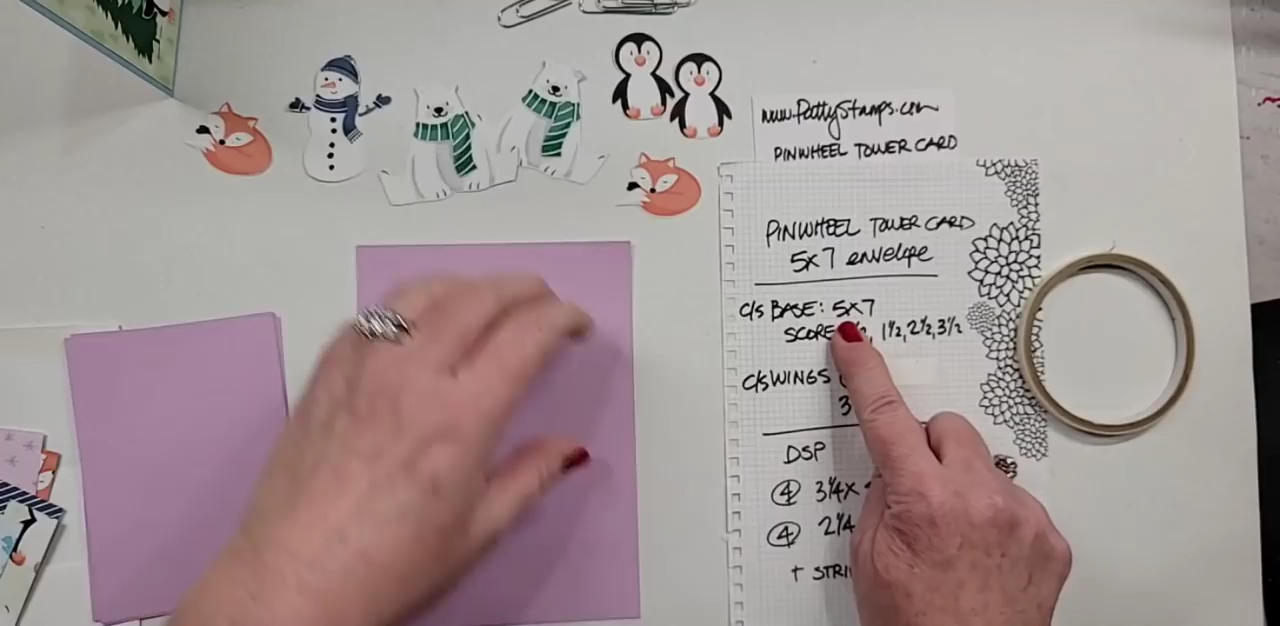 www.PattyStamps.com
PINWHEEL TOWER CARD
PINWHEEL TOWER CARD
5x7 envelope
C/S BASE: 5x7
SCORE 1½, 2½, 3½
C/S WINGS
3
DSP
④ 3¼x
④ 2¼
+